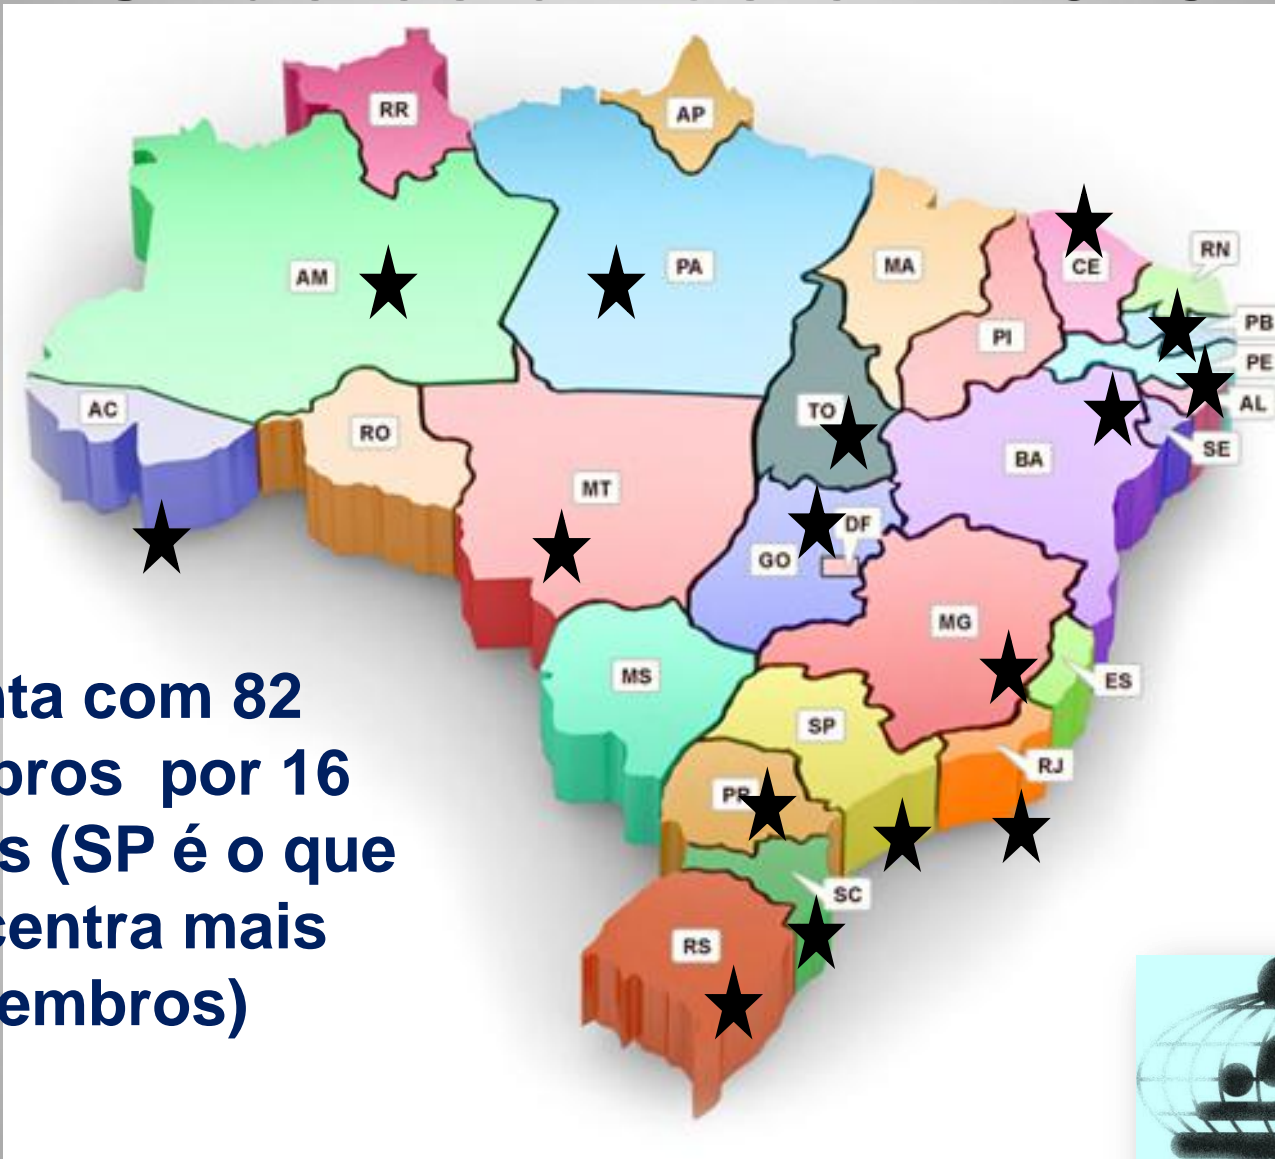 RR
AP
AM
PA
MA
CE
RN
PI
PB
PE
AC
TO
AL
RO
BA
SE
MT
DF
GO
MG
MS
ES
SP
RJ
PR
SC
RS
nta com 82
bros por 16
s (SP é o que
centra mais
embros)